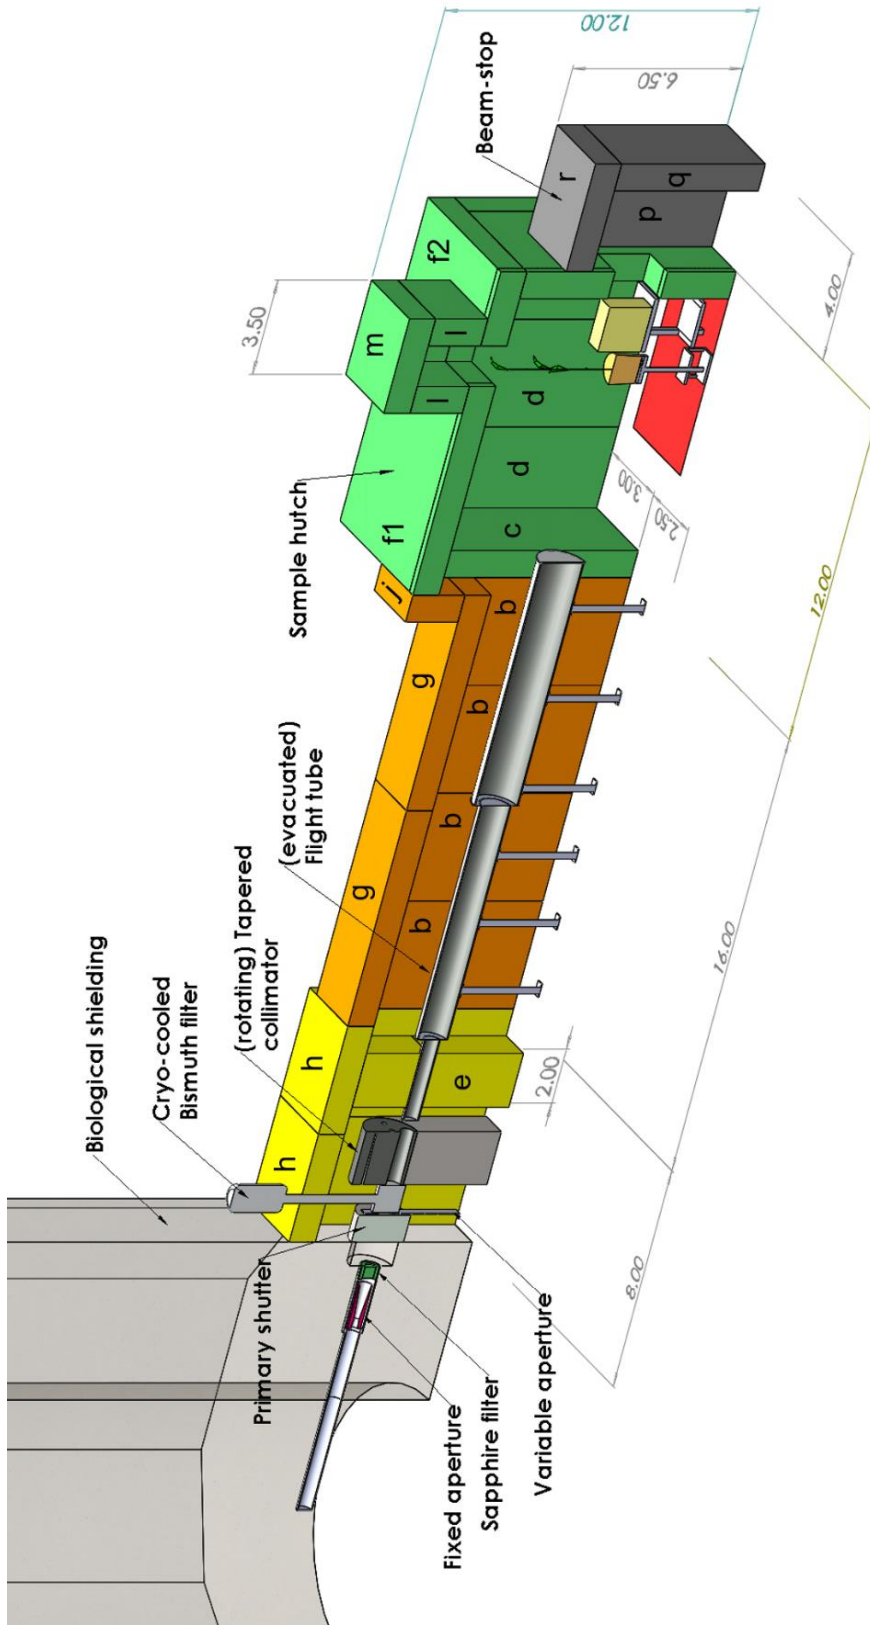 Biological shielding
Cryo-cooled
Bismuth filter
(rotating) Tapered
collimator
(evacuated)
Flight tube
Sample hutch
Beam-stop
Primary shutter
Fixed aperture
Sapphire filter
Variable aperture
h
h
e
g
g
b
b
b
b
j
f1
c
d
d
l
m
l
f2
r
p
q
3.50
12.00
6.50
4.00
3.00
2.50
12.00
16.00
2.00
8.00